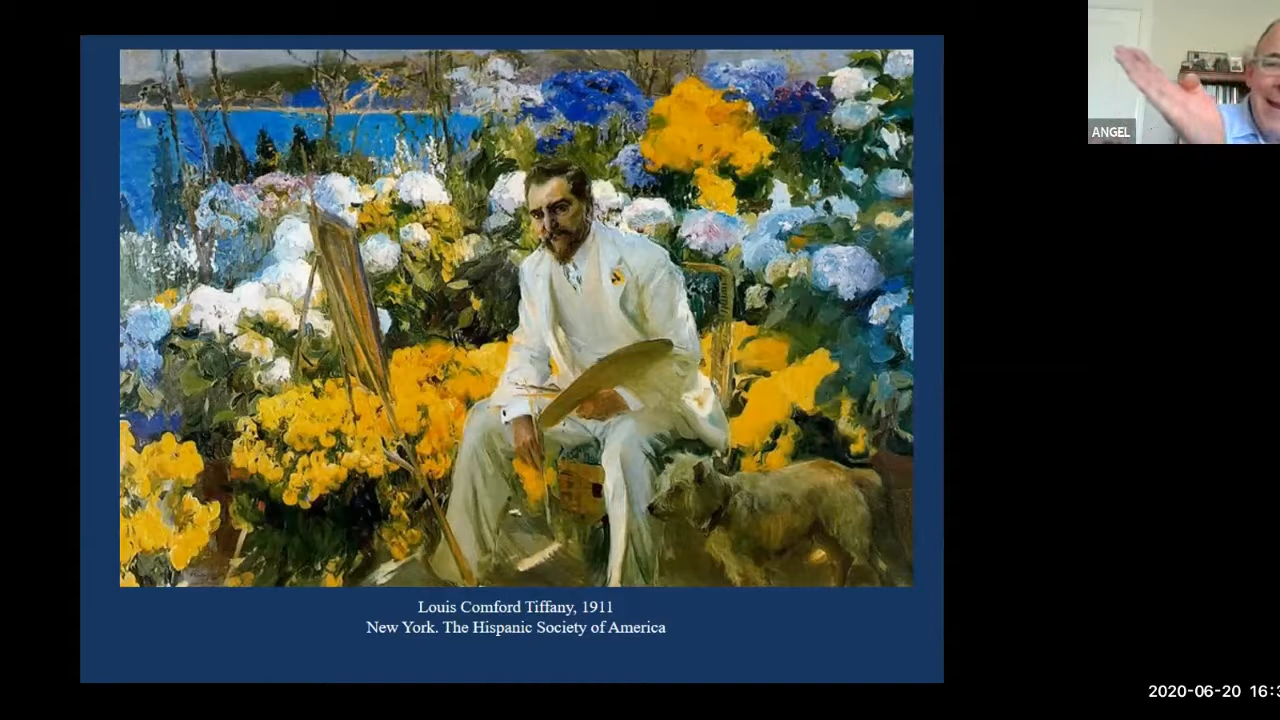 ANGEL
Louis Comford Tiffany, 1911
New York. The Hispanic Society of America
2020-06-20 16:3